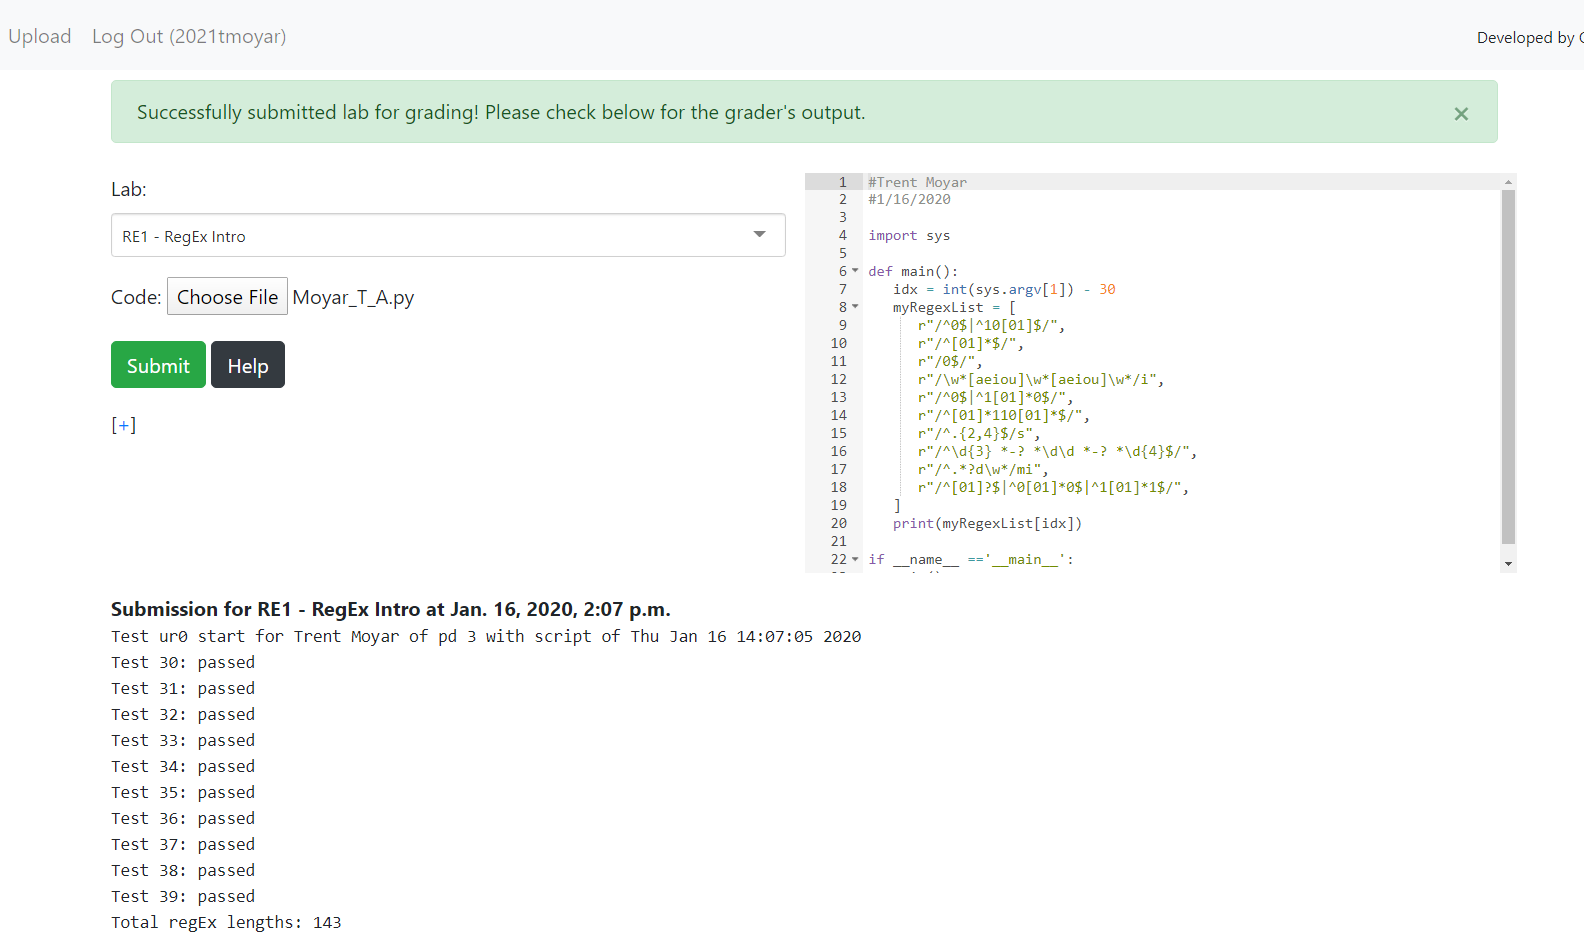 Upload Log Out (2021tmoyar) Developed by
Successfully submitted lab for grading! Please check below for the grader's output. ×
Lab:
RE1 - RegEx Intro
Code: Choose File Moyar_T_A.py
Submit Help
[+]
1 #Trent Moyar
2 #1/16/2020
3
4 import sys
5
6 def main():
7 idx = int(sys.argv[1]) - 30
8 myRegexList = [
9 r"/^0$|^10[01]$/",
10 r"/^[01]*$/",
11 r"/0$/",
12 r"/\w*[aeiou]\w*[aeiou]\w*/i",
13 r"/^0$|^1[01]*0$/",
14 r"/^[01]*110[01]*$/",
15 r"/^.{2,4}$/s",
16 r"/^\d{3} *-? *\d\d *-? *\d{4}$/",
17 r"/^.*?d\w*/mi",
18 r"/^[01]?$|^0[01]*0$|^1[01]*1$/",
19 ]
20 print(myRegexList[idx])
21
22 if __name__ =='__main__':
Submission for RE1 - RegEx Intro at Jan. 16, 2020, 2:07 p.m.
Test ur0 start for Trent Moyar of pd 3 with script of Thu Jan 16 14:07:05 2020
Test 30: passed
Test 31: passed
Test 32: passed
Test 33: passed
Test 34: passed
Test 35: passed
Test 36: passed
Test 37: passed
Test 38: passed
Test 39: passed
Total regEx lengths: 143